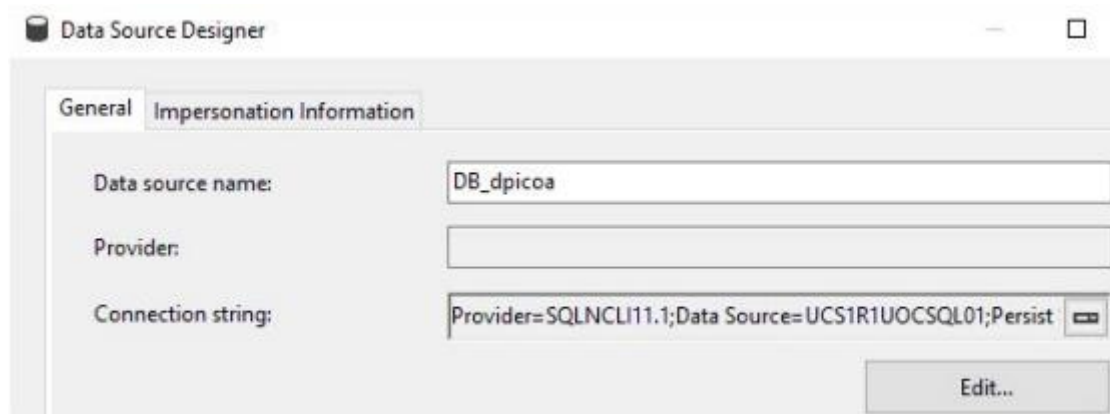 Data Source Designer
General Impersonation Information
Data source name: DB_dpicoa
Provider:
Connection string: Provider=SQLNCLI11.1;Data Source=UCS1R1UOCSQL01;Persist
Edit...